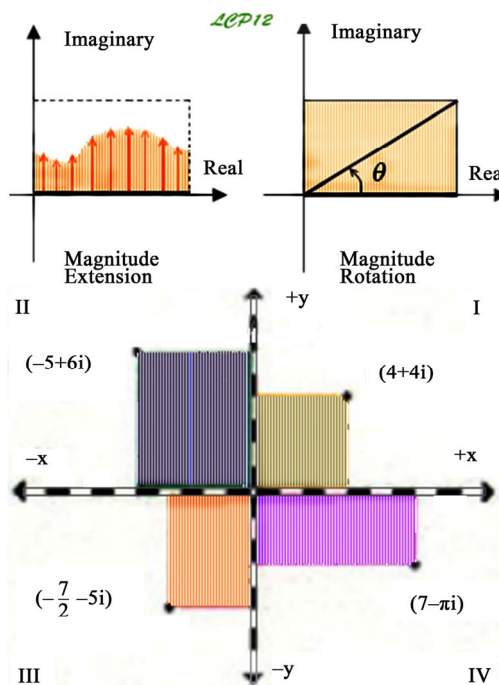 LCP12
Imaginary
Real
Magnitude
Extension
Imaginary
Rea
θ
Magnitude
Rotation
II
+y
I
(−5+6i)
(4+4i)
−x
+x
(−7/2 −5i)
(7−πi)
III
−y
IV